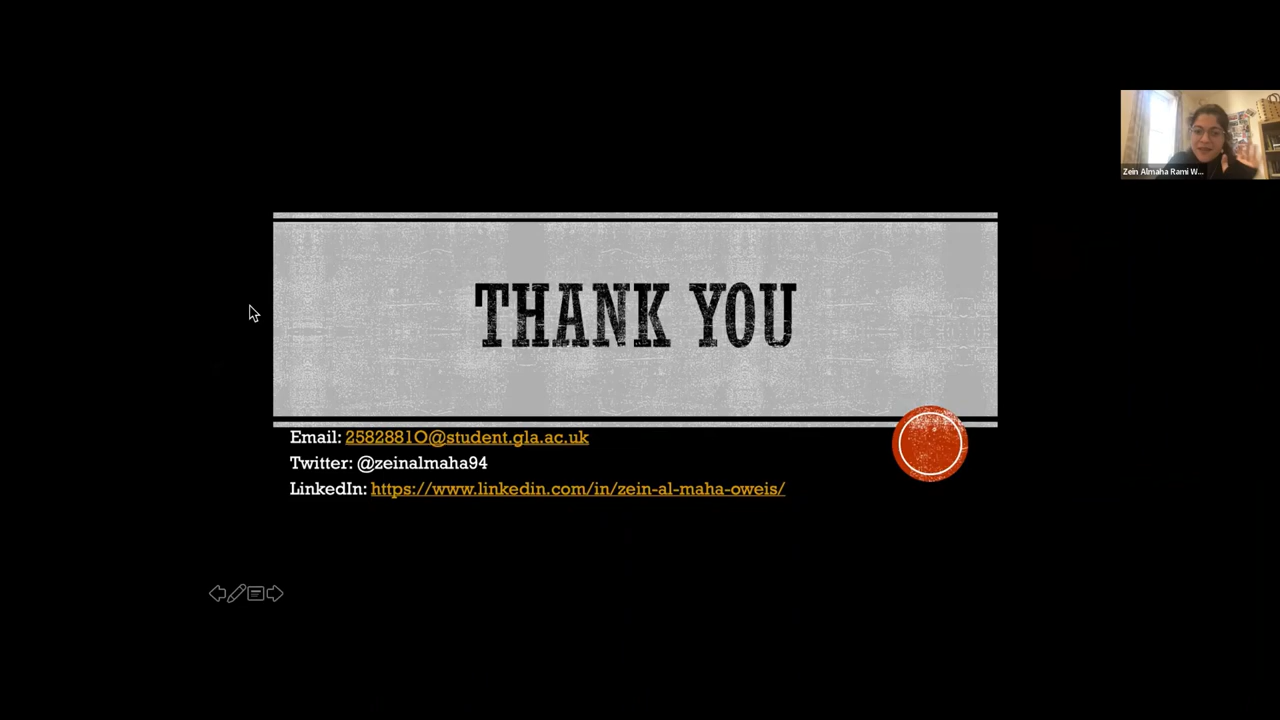 Zein Almaha Rami W...
THANK YOU
Email: 2582881O@student.gla.ac.uk
Twitter: @zeinalmaha94
LinkedIn: https://www.linkedin.com/in/zein-al-maha-oweis/